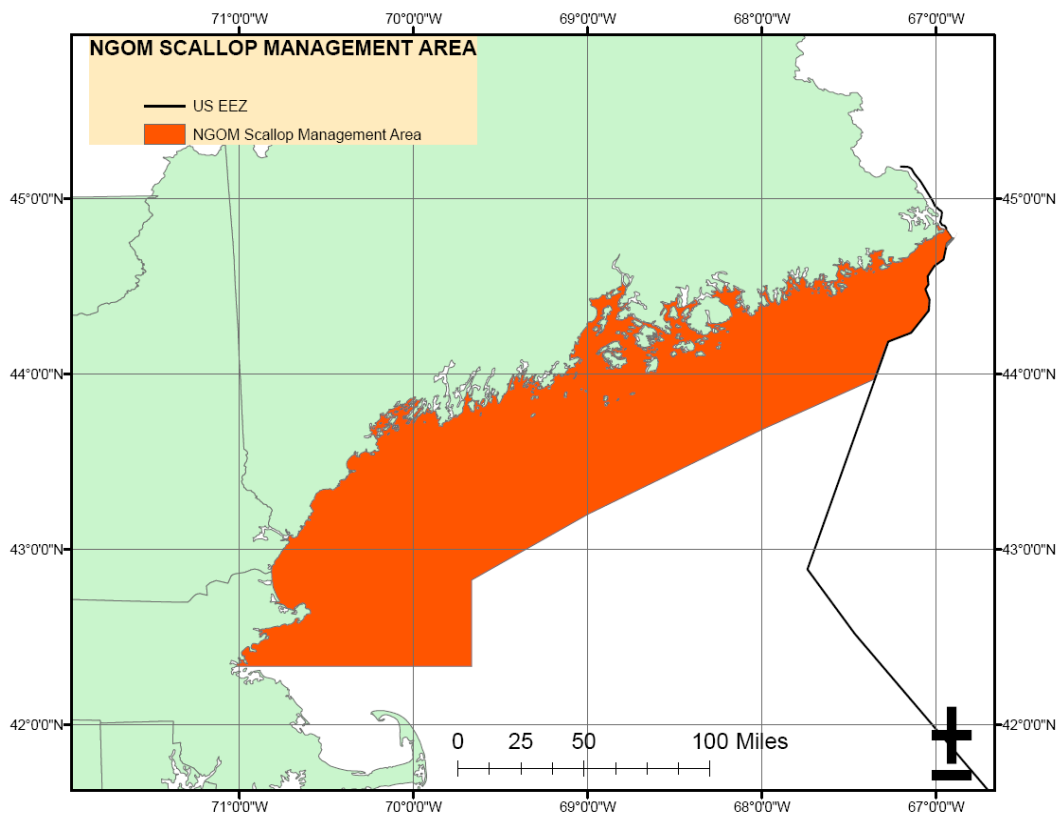 71°0'0"W 70°0'0"W 69°0'0"W 68°0'0"W 67°0'0"W
NGOM SCALLOP MANAGEMENT AREA
US EEZ
NGOM Scallop Management Area
45°0'0"N 45°0'0"N
44°0'0"N 44°0'0"N
43°0'0"N 43°0'0"N
42°0'0"N 42°0'0"N
0 25 50 100 Miles
71°0'0"W 70°0'0"W 69°0'0"W 68°0'0"W 67°0'0"W